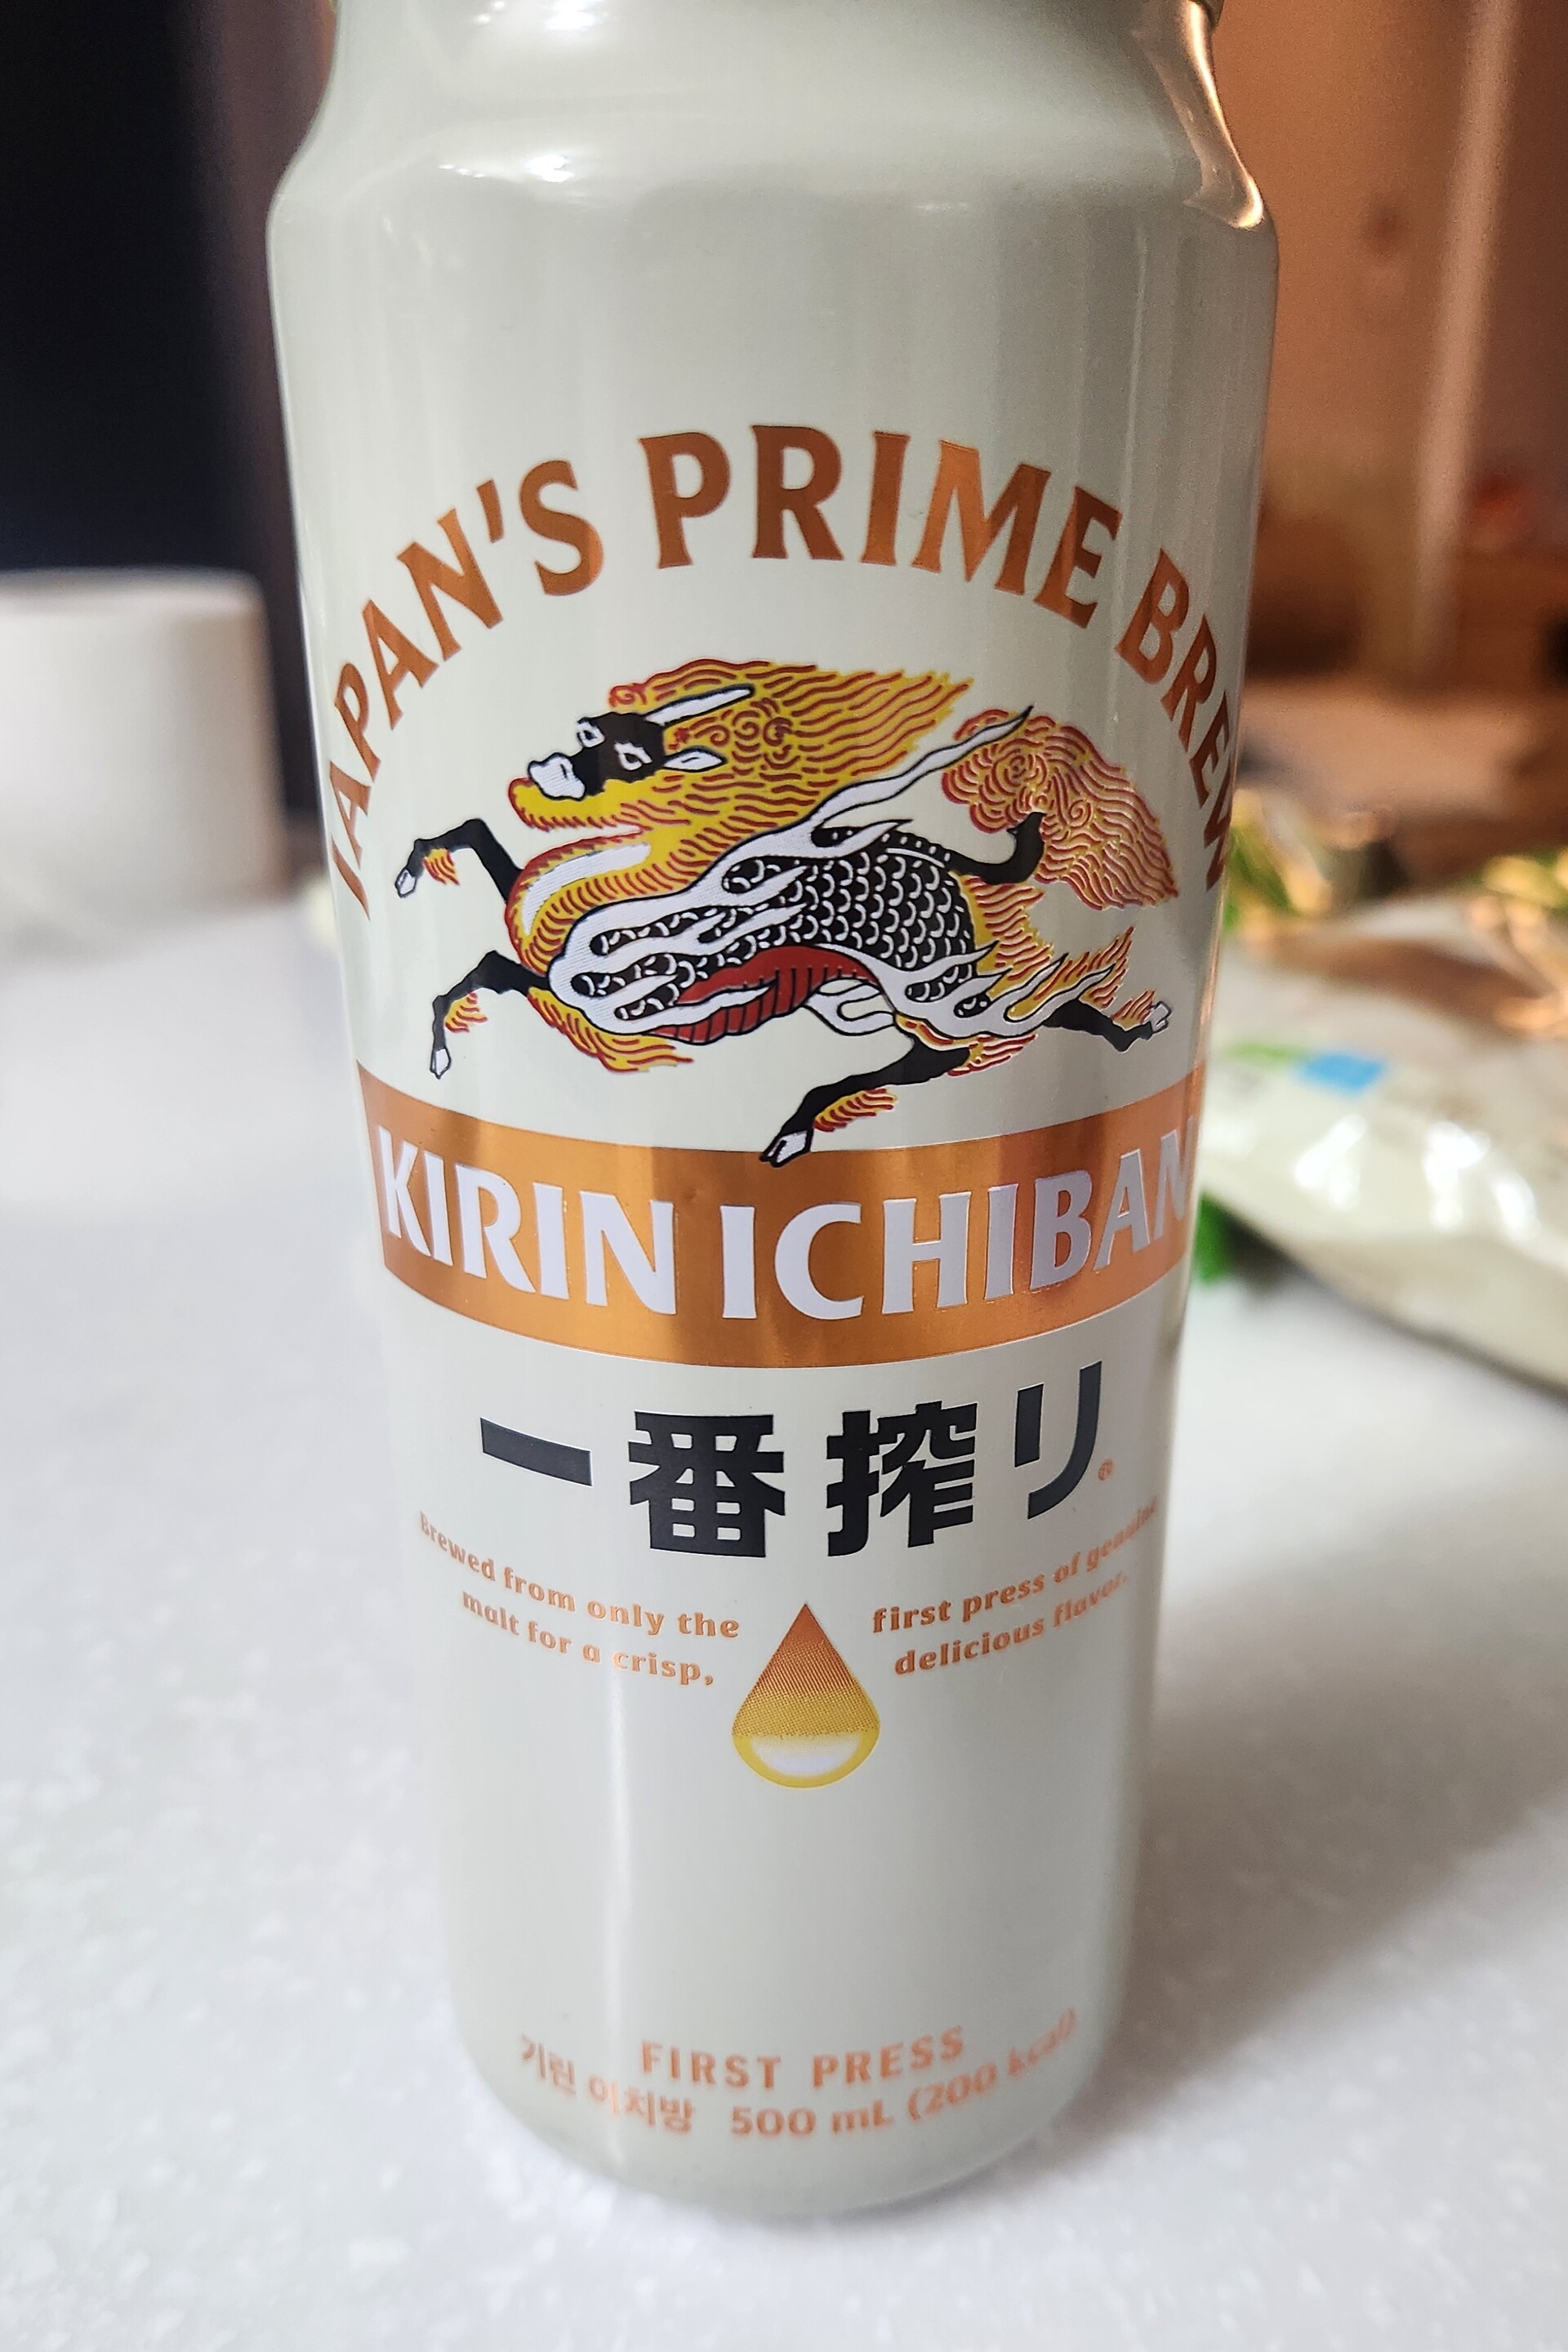 JAPAN'S PRIME BREW
KIRIN ICHIBAN
一番搾り®
Brewed from only the
malt for a crisp,
first press of genuine
delicious flavor.
FIRST PRESS
기린 이치방 500 mL (200 kcal)